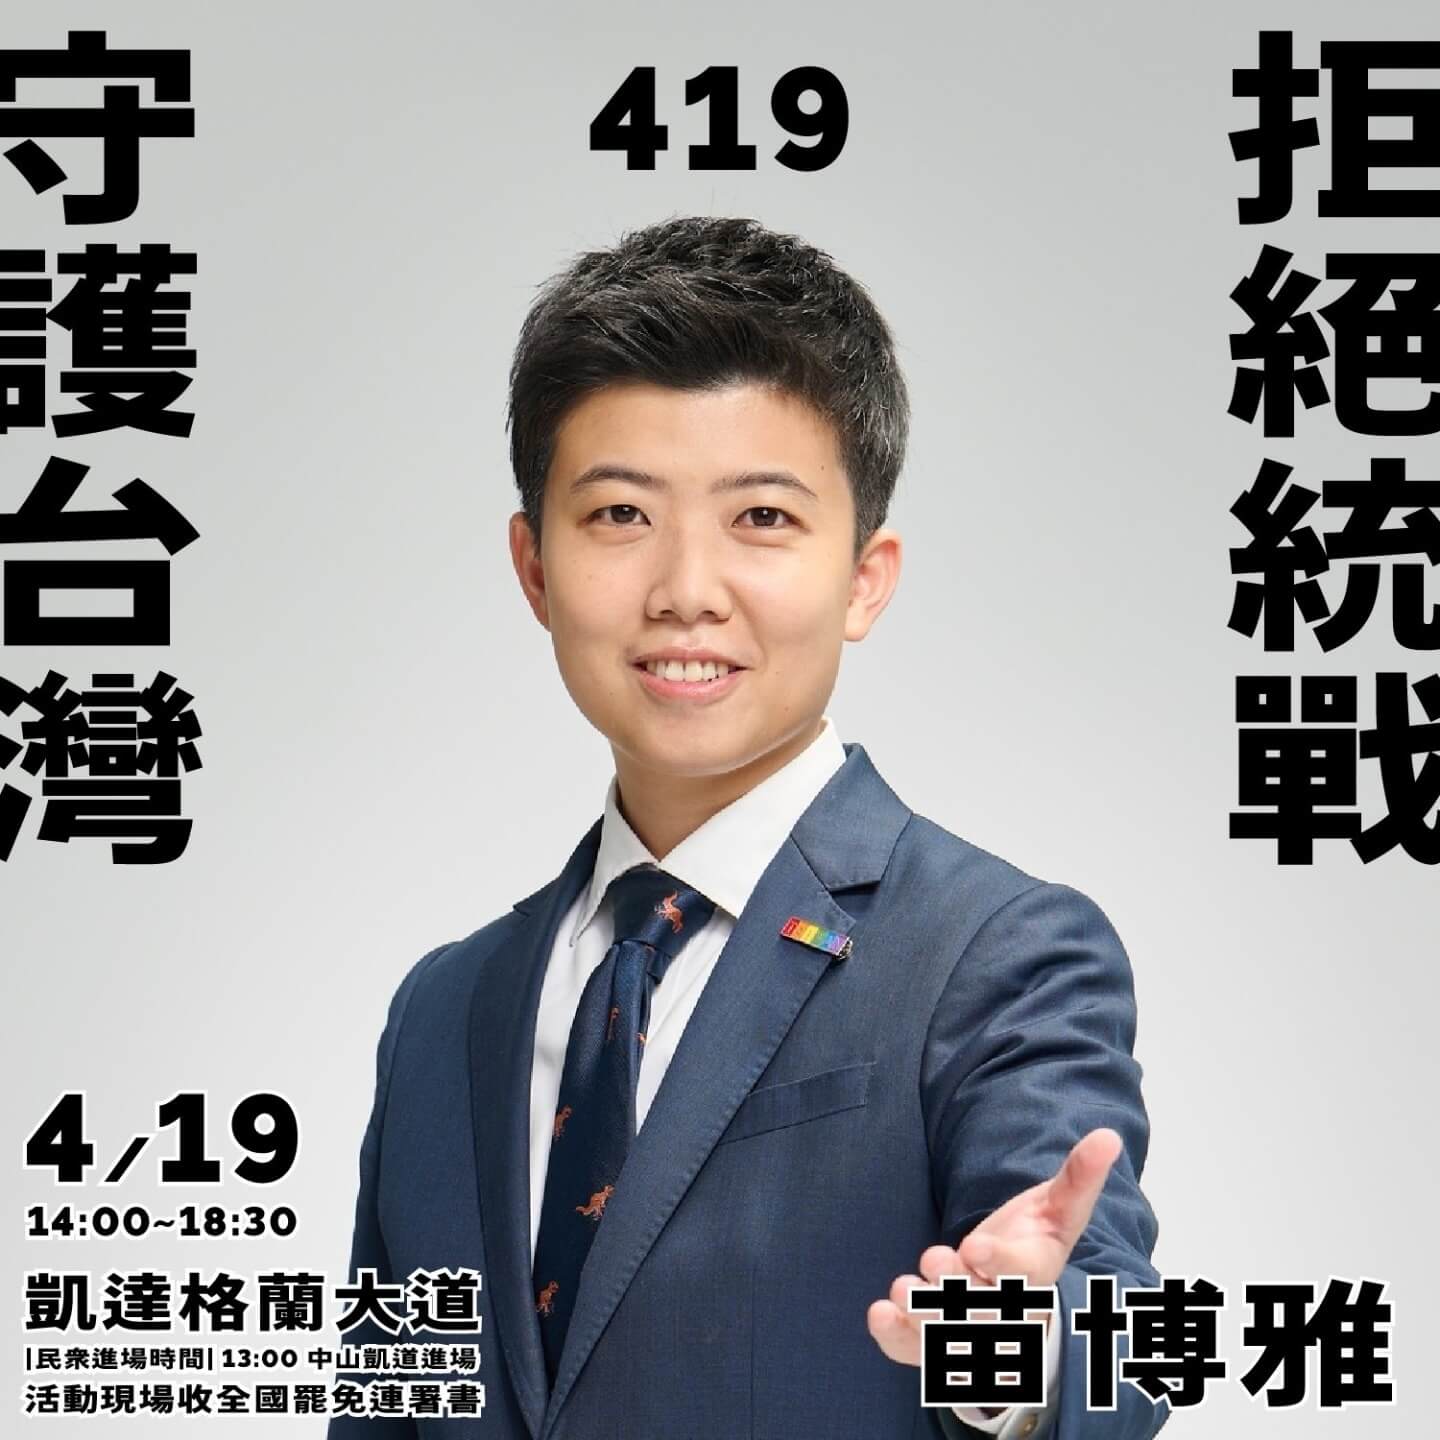 419
拒絕統戰
守護台灣
4/19
14:00~18:30
凱達格蘭大道
|民眾進場時間| 13:00 中山凱道進場
活動現場收全國罷免連署書
苗博雅